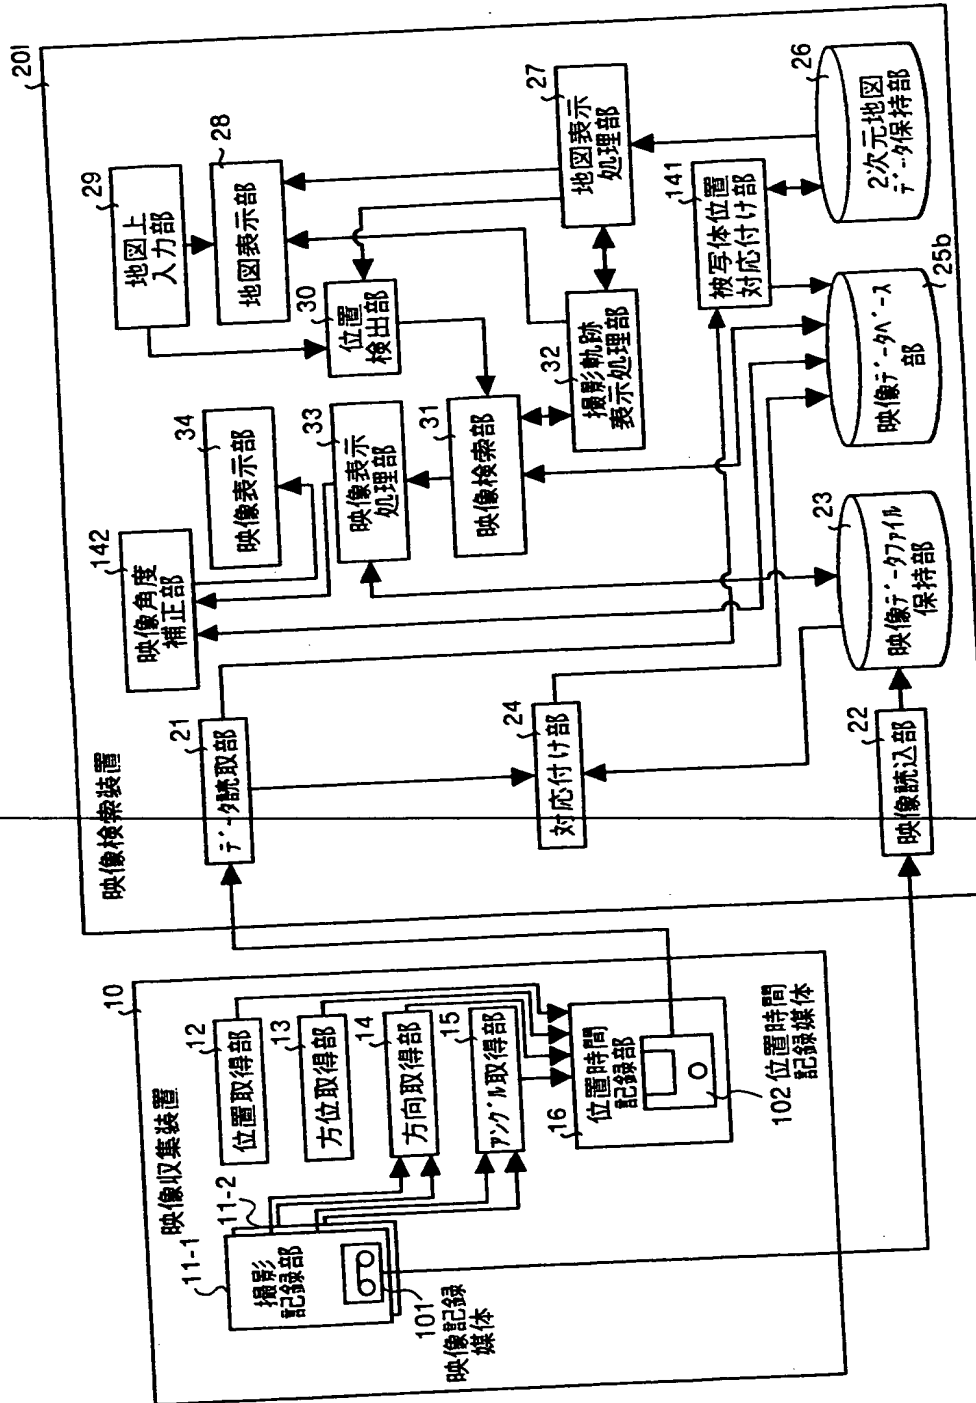 10
映像収集装置
11-1
11-2
撮影
記録部
101
映像記録
媒体
12
位置取得部
13
方位取得部
14
方向取得部
15
アングル取得部
16
位置時間
記録部
102 位置時間
記録媒体
201
映像検索装置
21
データ読取部
22
映像読込部
23
映像データファイル
保持部
24
対応付け部
25b
映像データベース
部
26
2次元地図
データ保持部
27
地図表示
処理部
28
地図表示部
29
地図上
入力部
30
位置
検出部
31
映像検索部
32
撮影軌跡
表示処理部
33
映像表示
処理部
34
映像表示部
141
被写体位置
対応付け部
142
映像角度
補正部